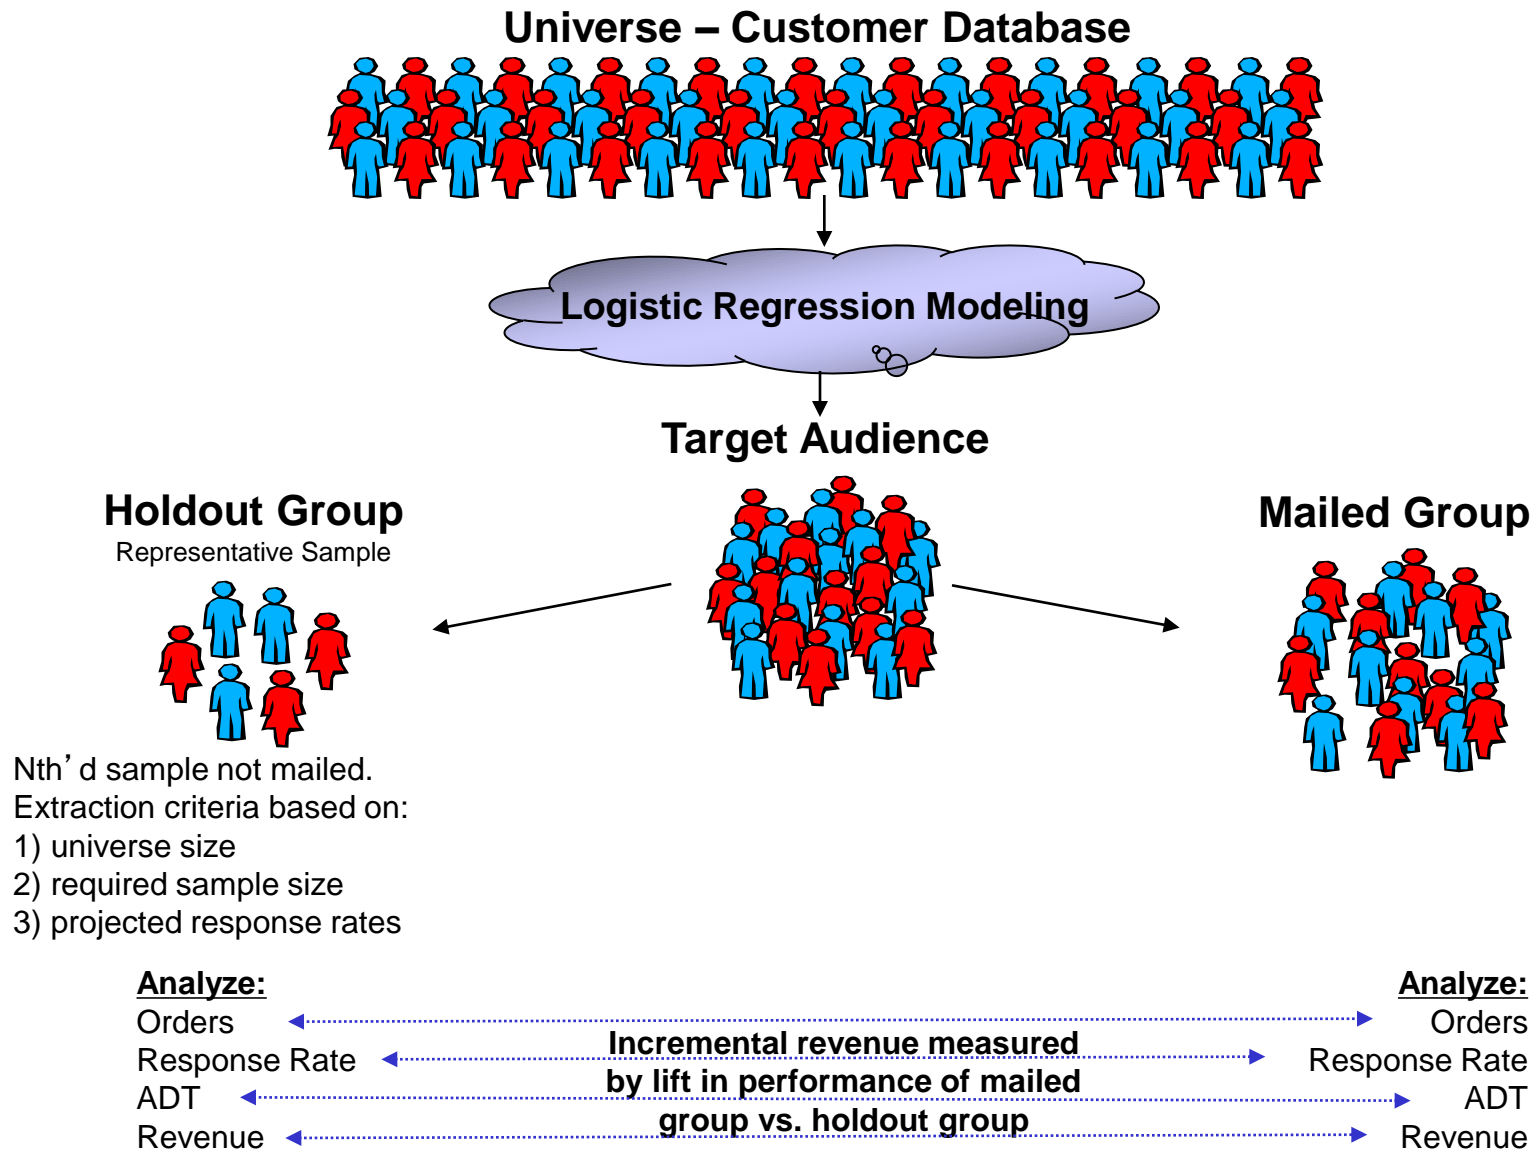 Universe – Customer Database
Logistic Regression Modeling
Target Audience
Holdout Group
Representative Sample
Mailed Group
Nth’ d sample not mailed.
Extraction criteria based on:
1) universe size
2) required sample size
3) projected response rates
Analyze:
Orders
Response Rate
ADT
Revenue
Incremental revenue measured
by lift in performance of mailed
group vs. holdout group
Analyze:
Orders
Response Rate
ADT
Revenue